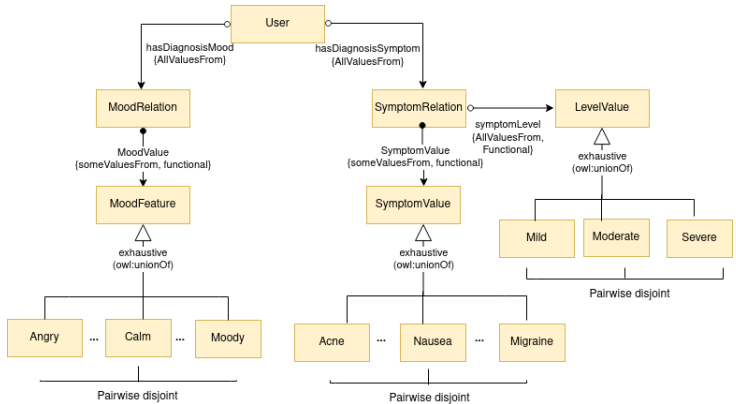 User
hasDiagnosisMood
{AllValuesFrom}
hasDiagnosisSymptom
{AllValuesFrom}
MoodRelation
SymptomRelation
LevelValue
symptomLevel
{AllValuesFrom,
Functional}
MoodValue
{someValuesFrom, functional}
SymptomValue
{someValuesFrom, functional}
exhaustive
(owl:unionOf)
MoodFeature
SymptomValue
Mild
Moderate
Severe
exhaustive
(owl:unionOf)
exhaustive
(owl:unionOf)
Pairwise disjoint
Angry
...
Calm
...
Moody
Acne
...
Nausea
...
Migraine
Pairwise disjoint
Pairwise disjoint